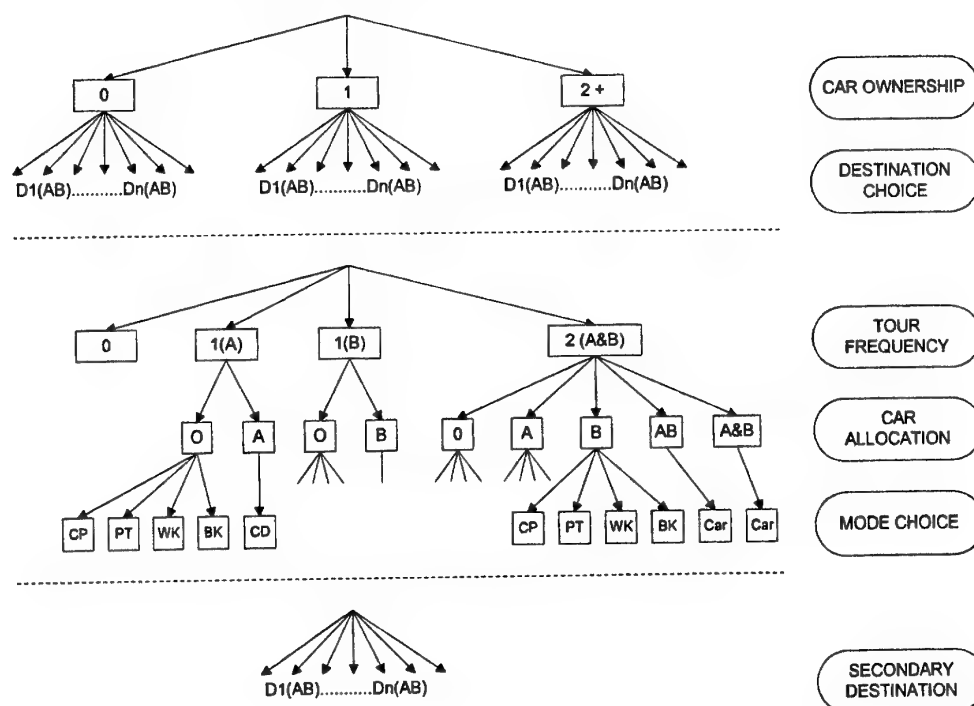 0
1
2 +
CAR OWNERSHIP
D1(AB)...........Dn(AB)
D1(AB)...........Dn(AB)
D1(AB)...........Dn(AB)
DESTINATION
CHOICE
0
1(A)
1(B)
2 (A&B)
TOUR
FREQUENCY
O
A
O
B
0
A
B
AB
A&B
CAR
ALLOCATION
CP
PT
WK
BK
CD
CP
PT
WK
BK
Car
Car
MODE CHOICE
D1(AB)...........Dn(AB)
SECONDARY
DESTINATION